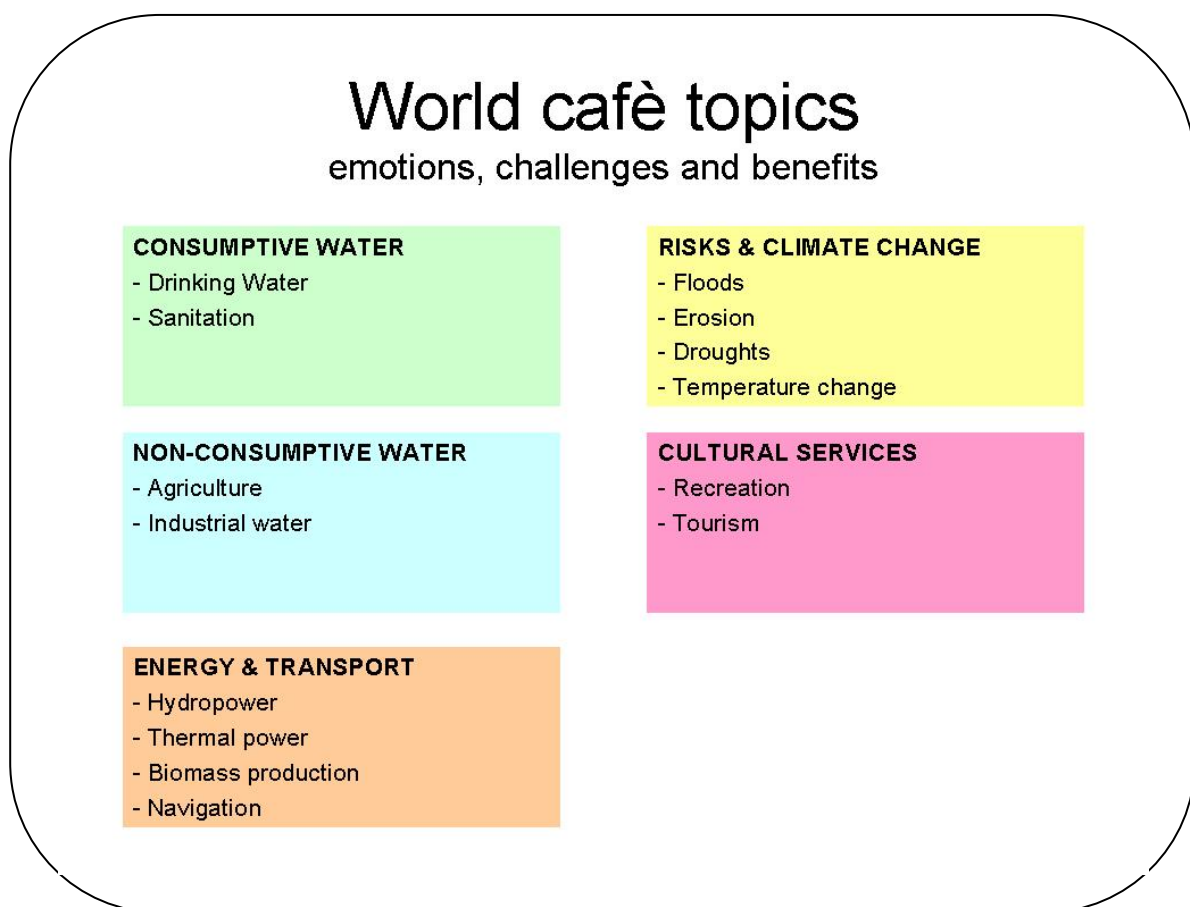 World cafè topics
emotions, challenges and benefits
CONSUMPTIVE WATER
- Drinking Water
- Sanitation
NON-CONSUMPTIVE WATER
- Agriculture
- Industrial water
ENERGY & TRANSPORT
- Hydropower
- Thermal power
- Biomass production
- Navigation
RISKS & CLIMATE CHANGE
- Floods
- Erosion
- Droughts
- Temperature change
CULTURAL SERVICES
- Recreation
- Tourism